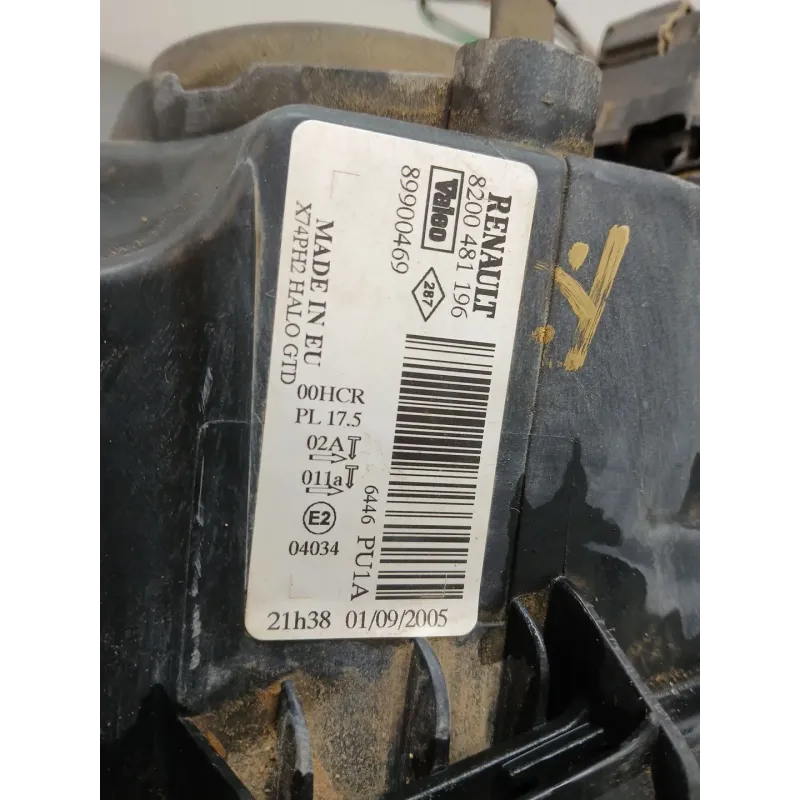 RENAULT
8200 481 196
Valeo
89900469
287
MADE IN EU
X74PH2 HALO GTD
00HCR
PL 17.5
02A
011a
E2
04034
6446 PU1A
21h38 01/09/2005